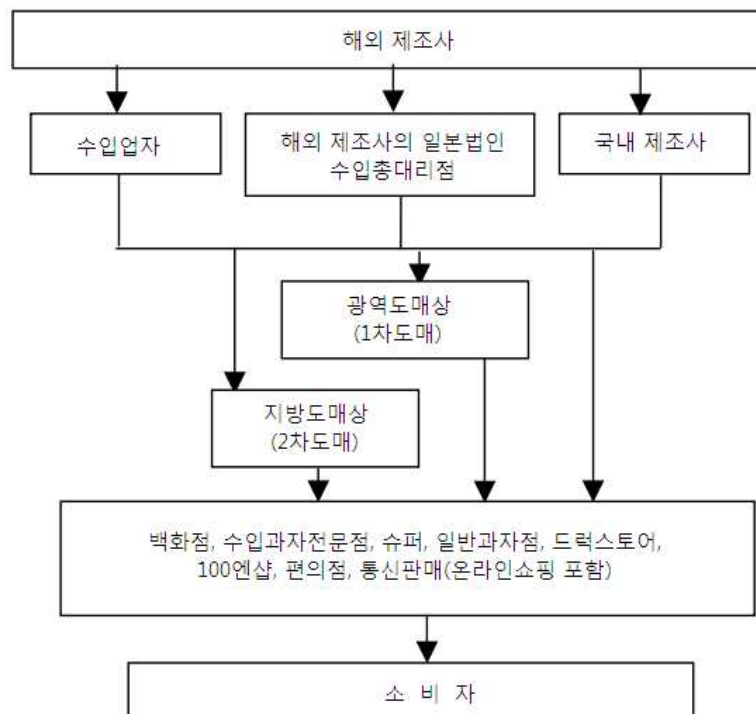 해외 제조사
수입업자
해외 제조사의 일본법인
수입총대리점
국내 제조사
광역도매상
(1차도매)
지방도매상
(2차도매)
백화점, 수입과자전문점, 슈퍼, 일반과자점, 드럭스토어,
100엔샵, 편의점, 통신판매(온라인쇼핑 포함)
소 비 자